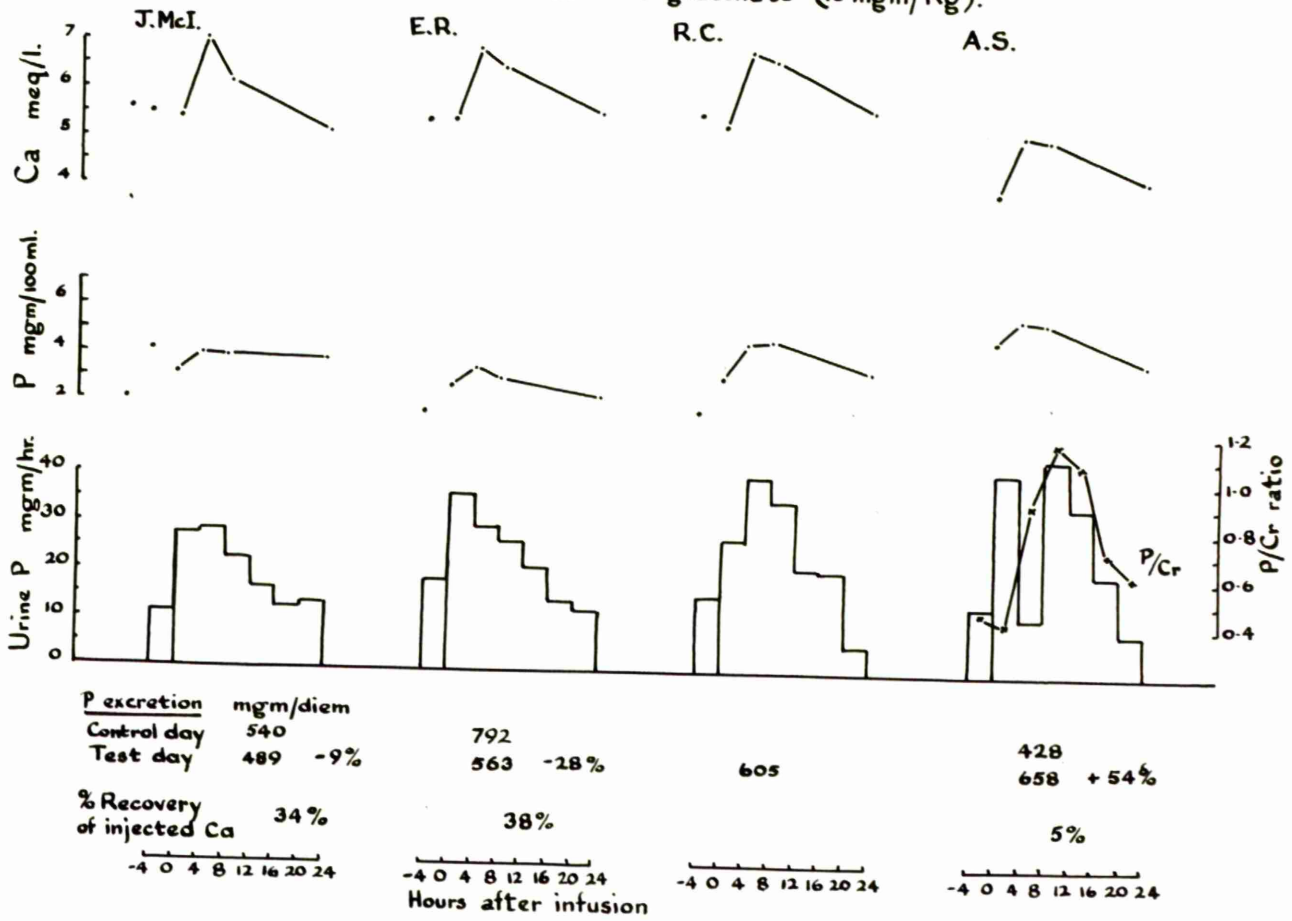 gluconate (15 mgm/Kg).
J.McI. E.R. R.C. A.S.
Ca meq/l.
7
6
5
4
P mgm/100ml.
6
4
2
Urine P mgm/hr.
40
30
20
10
0
P/Cr
P/Cr ratio
1·2
1·0
0·8
0·6
0·4
P excretion mgm/diem
Control day 540 792 428
Test day 489 -9% 563 -28% 605 658 +54%
% Recovery
of injected Ca 34% 38% 5%
-4 0 4 8 12 16 20 24 -4 0 4 8 12 16 20 24 -4 0 4 8 12 16 20 24 -4 0 4 8 12 16 20 24
Hours after infusion